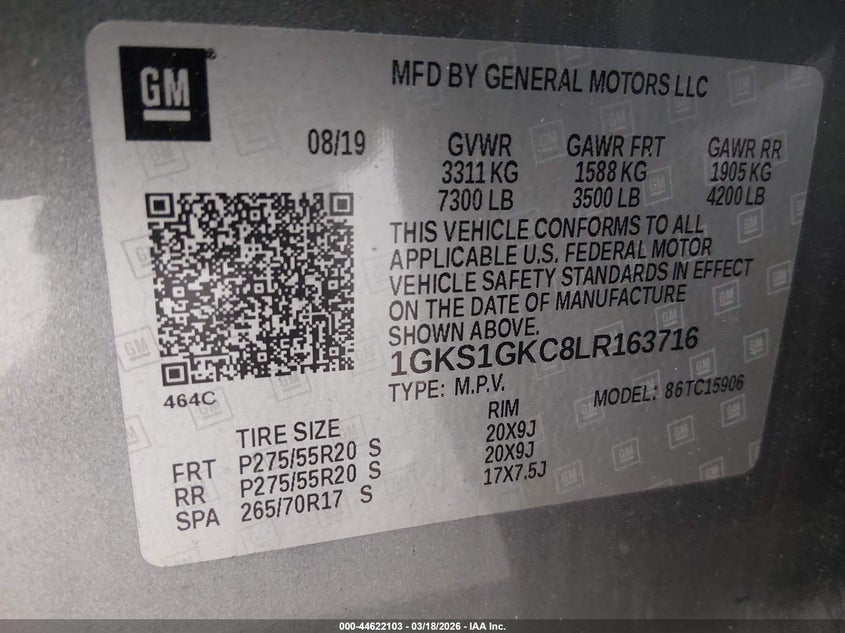 GM
®
MFD BY GENERAL MOTORS LLC
08/19
GVWR GAWR FRT GAWR RR
3311 KG 1588 KG 1905 KG
7300 LB 3500 LB 4200 LB
THIS VEHICLE CONFORMS TO ALL
APPLICABLE U.S. FEDERAL MOTOR
VEHICLE SAFETY STANDARDS IN EFFECT
ON THE DATE OF MANUFACTURE
SHOWN ABOVE.
1GKS1GKC8LR163716
464C
TYPE: M.P.V. MODEL: 86TC15906
TIRE SIZE RIM
FRT P275/55R20 S 20X9J
RR P275/55R20 S 20X9J
SPA 265/70R17 S 17X7.5J
000-44622103 - 03/18/2026 - IAA Inc.